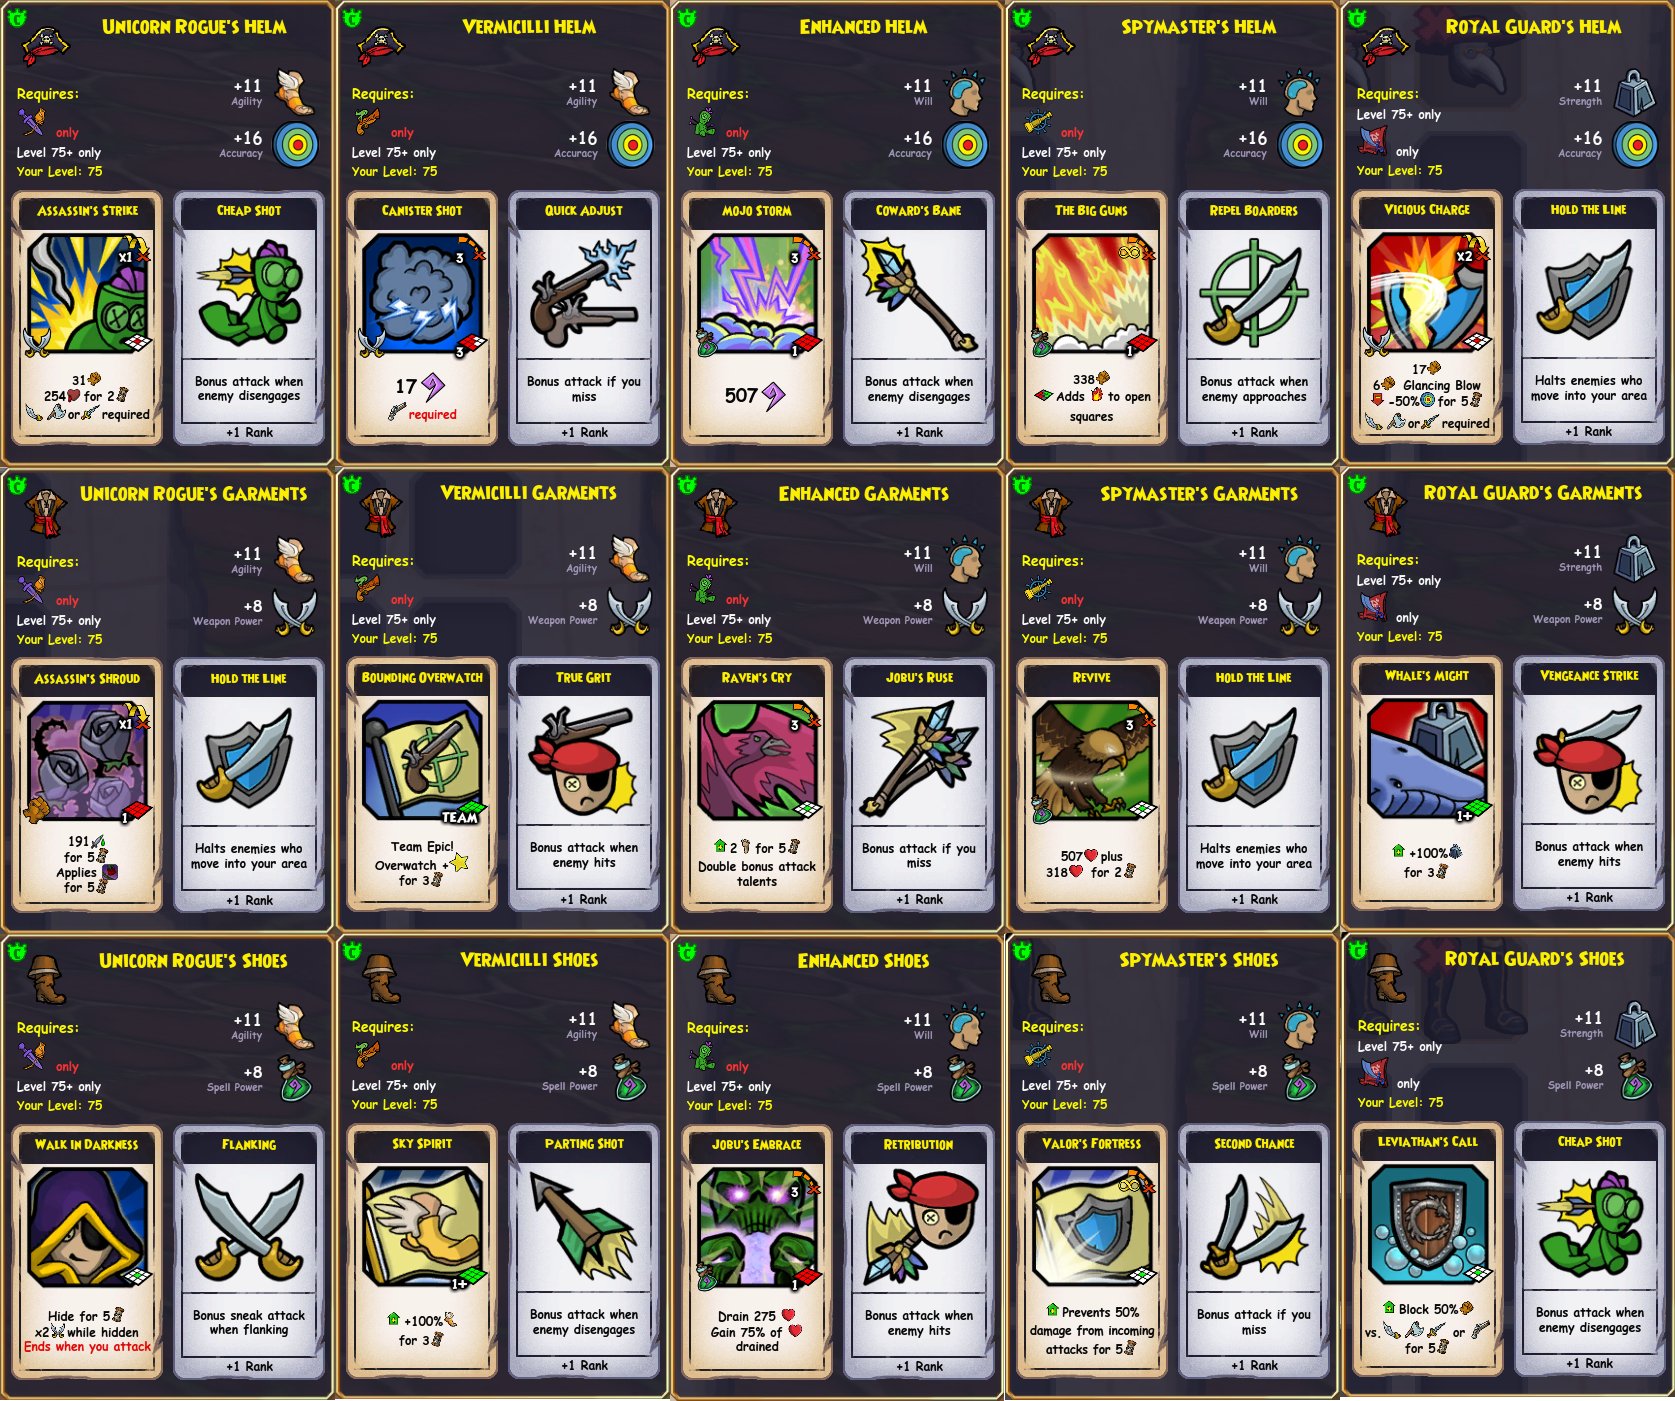 UNICORN ROGUE'S HELM
+11
Agility
Requires:
only
+16
Accuracy
Level 75+ only
Your Level: 75
ASSASSIN'S STRIKE
x1
31
254 for 2
or required
CHEAP SHOT
Bonus attack when
enemy disengages
+1 Rank
VERMICILLI HELM
+11
Agility
Requires:
only
+16
Accuracy
Level 75+ only
Your Level: 75
CANISTER SHOT
3
3
17
required
QUICK ADJUST
Bonus attack if you
miss
+1 Rank
ENHANCED HELM
+11
Will
Requires:
only
+16
Accuracy
Level 75+ only
Your Level: 75
MOJO STORM
3
1
507
COWARD'S BANE
Bonus attack when
enemy disengages
+1 Rank
SPYMASTER'S HELM
+11
Will
Requires:
only
+16
Accuracy
Level 75+ only
Your Level: 75
THE BIG GUNS
1
338
Adds to open
squares
REPEL BOARDERS
Bonus attack when
enemy approaches
+1 Rank
ROYAL GUARD'S HELM
+11
Strength
Requires:
Level 75+ only
only
+16
Accuracy
Your Level: 75
VICIOUS CHARGE
x2
17
6 Glancing Blow
-50% for 5
or required
HOLD THE LINE
Halts enemies who
move into your area
+1 Rank
UNICORN ROGUE'S GARMENTS
+11
Agility
Requires:
only
+8
Weapon Power
Level 75+ only
Your Level: 75
ASSASSIN'S SHROUD
x1
1
191
for 5
Applies
for 5
HOLD THE LINE
Halts enemies who
move into your area
+1 Rank
VERMICILLI GARMENTS
+11
Agility
Requires:
only
+8
Weapon Power
Level 75+ only
Your Level: 75
BOUNDING OVERWATCH
TEAM
Team Epic!
Overwatch +
for 3
TRUE GRIT
Bonus attack when
enemy hits
+1 Rank
ENHANCED GARMENTS
+11
Will
Requires:
only
+8
Weapon Power
Level 75+ only
Your Level: 75
RAVEN'S CRY
3
2 for 5
Double bonus attack
talents
JOBU'S RUSE
Bonus attack if you
miss
+1 Rank
SPYMASTER'S GARMENTS
+11
Will
Requires:
only
+8
Weapon Power
Level 75+ only
Your Level: 75
REVIVE
3
507 plus
318 for 2
HOLD THE LINE
Halts enemies who
move into your area
+1 Rank
ROYAL GUARD'S GARMENTS
+11
Strength
Requires:
Level 75+ only
only
+8
Weapon Power
Your Level: 75
WHALE'S MIGHT
1+
+100%
for 3
VENGEANCE STRIKE
Bonus attack when
enemy hits
+1 Rank
UNICORN ROGUE'S SHOES
+11
Agility
Requires:
only
+8
Spell Power
Level 75+ only
Your Level: 75
WALK IN DARKNESS
Hide for 5
x2 while hidden
Ends when you attack
FLANKING
Bonus sneak attack
when flanking
+1 Rank
VERMICILLI SHOES
+11
Agility
Requires:
only
+8
Spell Power
Level 75+ only
Your Level: 75
SKY SPIRIT
1+
+100%
for 3
PARTING SHOT
Bonus attack when
enemy disengages
+1 Rank
ENHANCED SHOES
+11
Will
Requires:
only
+8
Spell Power
Level 75+ only
Your Level: 75
JOBU'S EMBRACE
3
1
Drain 275
Gain 75% of
drained
RETRIBUTION
Bonus attack when
enemy hits
+1 Rank
SPYMASTER'S SHOES
+11
Will
Requires:
only
+8
Spell Power
Level 75+ only
Your Level: 75
VALOR'S FORTRESS
Prevents 50%
damage from incoming
attacks for 5
SECOND CHANCE
Bonus attack if you
miss
+1 Rank
ROYAL GUARD'S SHOES
+11
Strength
Requires:
Level 75+ only
only
+8
Spell Power
Your Level: 75
LEVIATHAN'S CALL
Block 50%
vs. or
for 5
CHEAP SHOT
Bonus attack when
enemy disengages
+1 Rank